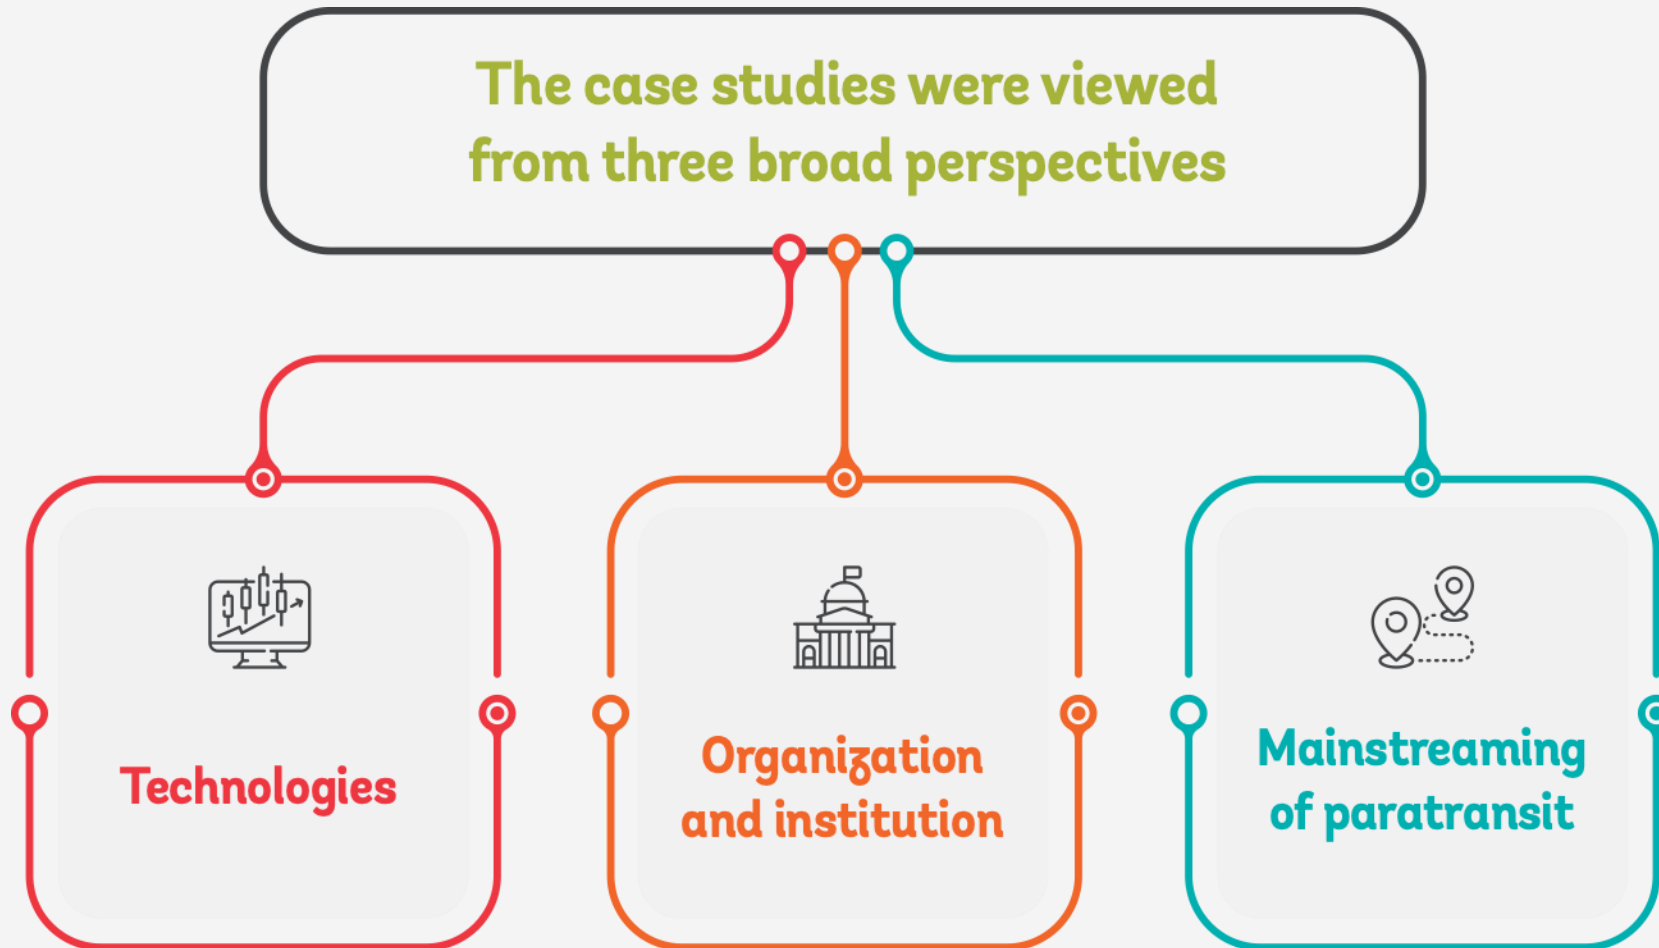 The case studies were viewed
from three broad perspectives
Technologies
Organization
and institution
Mainstreaming
of paratransit